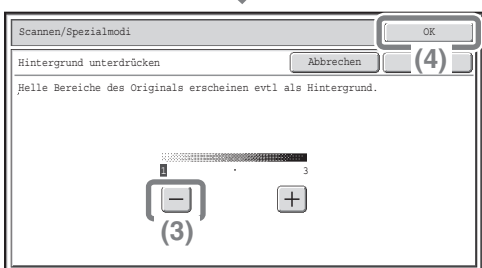 Scannen/Spezialmodi
OK
Hintergrund unterdrücken
Abbrechen
(4)
Helle Bereiche des Originals erscheinen evtl als Hintergrund.
1
3
(3)